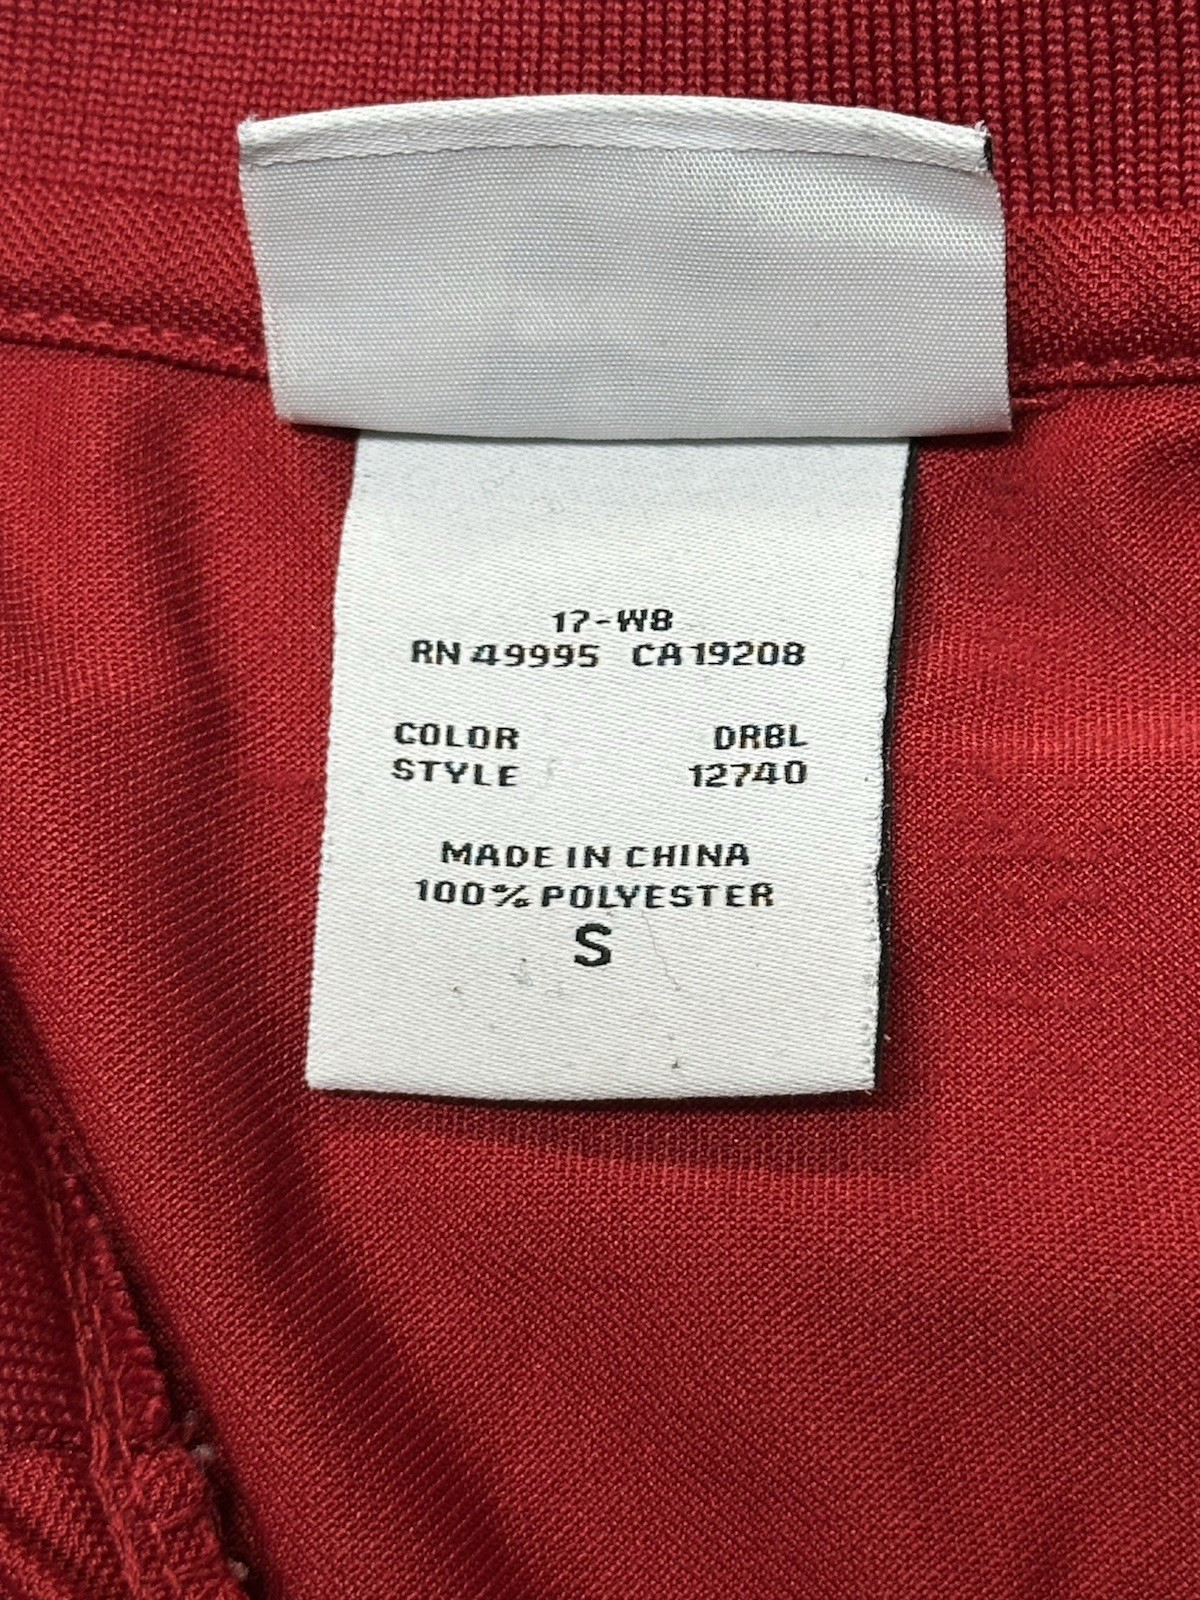 17-W8
RN 49995 CA 19208
COLOR DRBL
STYLE 12740
MADE IN CHINA
100% POLYESTER
S